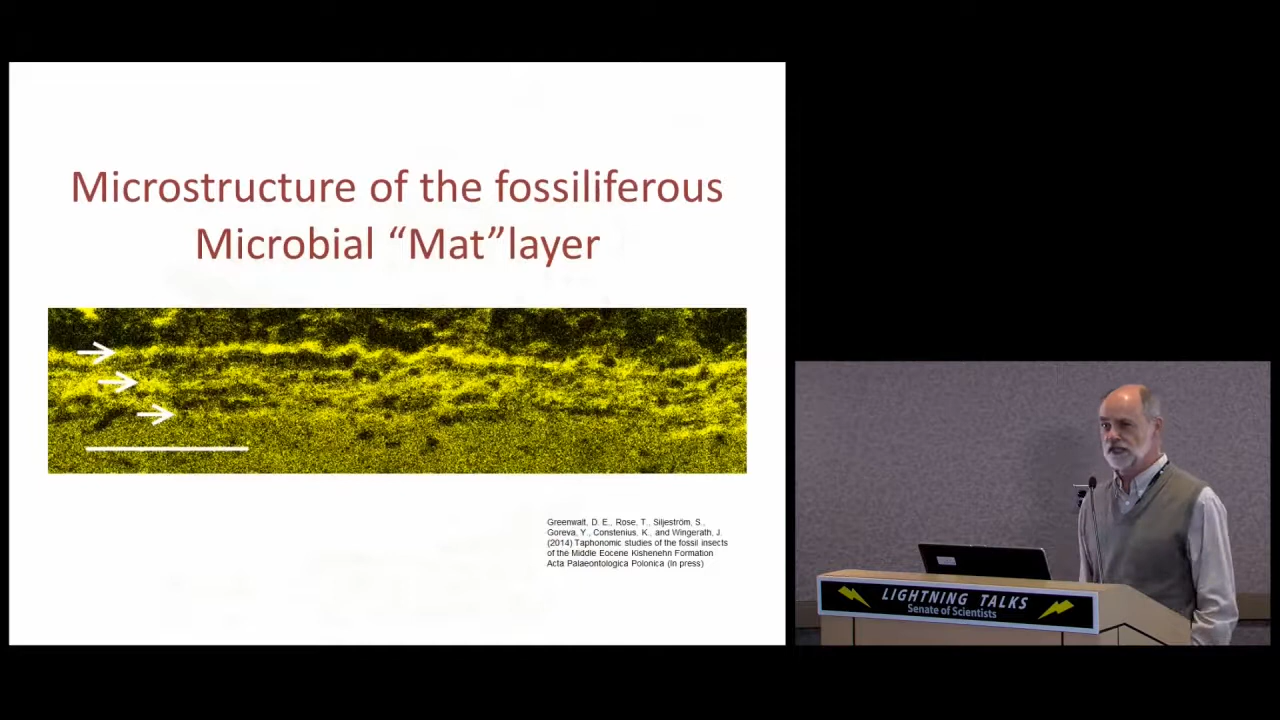 Microstructure of the fossiliferous
Microbial “Mat”layer
Greenwalt, D. E., Rose, T., Siljeström, S.,
Goreva, Y., Constenius, K., and Wingerath, J.
(2014) Taphonomic studies of the fossil insects
of the Middle Eocene Kishenehn Formation
Acta Palaeontologica Polonica (In press)
LIGHTNING TALKS
Senate of Scientists